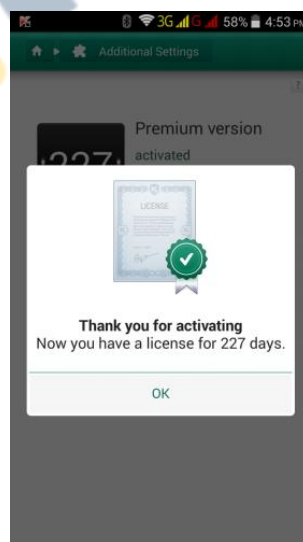 3G G 58% 4:53 PM
Additional Settings
?
Premium version
227
activated
LICENSE
Thank you for activating
Now you have a license for 227 days.
OK